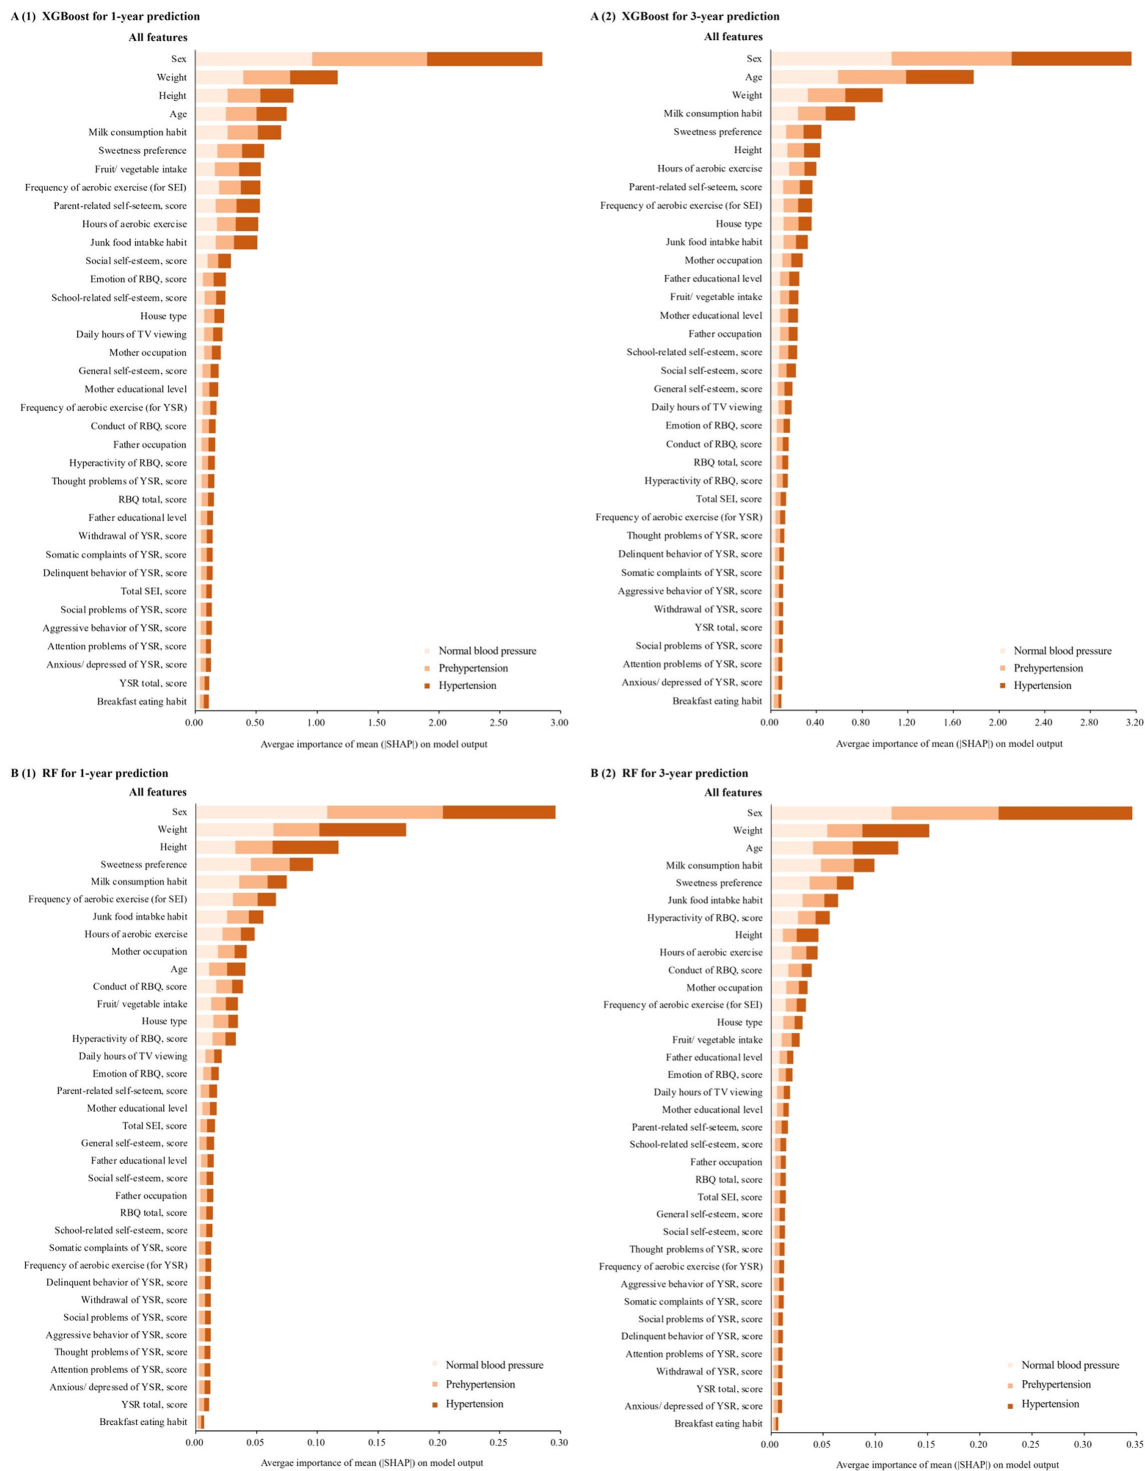 A (1) XGBoost for 1-year prediction
All features
Sex
Weight
Height
Age
Milk consumption habit
Sweetness preference
Fruit/ vegetable intake
Frequency of aerobic exercise (for SEI)
Parent-related self-seteem, score
Hours of aerobic exercise
Junk food intabke habit
Social self-esteem, score
Emotion of RBQ, score
School-related self-esteem, score
House type
Daily hours of TV viewing
Mother occupation
General self-esteem, score
Mother educational level
Frequency of aerobic exercise (for YSR)
Conduct of RBQ, score
Father occupation
Hyperactivity of RBQ, score
Thought problems of YSR, score
RBQ total, score
Father educational level
Withdrawal of YSR, score
Somatic complaints of YSR, score
Delinquent behavior of YSR, score
Total SEI, score
Social problems of YSR, score
Aggressive behavior of YSR, score
Attention problems of YSR, score
Anxious/ depressed of YSR, score
YSR total, score
Breakfast eating habit
Normal blood pressure
Prehypertension
Hypertension
0.00 0.50 1.00 1.50 2.00 2.50 3.00
Avergae importance of mean (|SHAP|) on model output
A (2) XGBoost for 3-year prediction
All features
Sex
Age
Weight
Milk consumption habit
Sweetness preference
Height
Hours of aerobic exercise
Parent-related self-seteem, score
Frequency of aerobic exercise (for SEI)
House type
Junk food intabke habit
Mother occupation
Father educational level
Fruit/ vegetable intake
Mother educational level
Father occupation
School-related self-esteem, score
Social self-esteem, score
General self-esteem, score
Daily hours of TV viewing
Emotion of RBQ, score
Conduct of RBQ, score
RBQ total, score
Hyperactivity of RBQ, score
Total SEI, score
Frequency of aerobic exercise (for YSR)
Thought problems of YSR, score
Delinquent behavior of YSR, score
Somatic complaints of YSR, score
Aggressive behavior of YSR, score
Withdrawal of YSR, score
YSR total, score
Social problems of YSR, score
Attention problems of YSR, score
Anxious/ depressed of YSR, score
Breakfast eating habit
Normal blood pressure
Prehypertension
Hypertension
0.00 0.40 0.80 1.20 1.60 2.00 2.40 2.80 3.20
Avergae importance of mean (|SHAP|) on model output
B (1) RF for 1-year prediction
All features
Sex
Weight
Height
Sweetness preference
Milk consumption habit
Frequency of aerobic exercise (for SEI)
Junk food intabke habit
Hours of aerobic exercise
Mother occupation
Age
Conduct of RBQ, score
Fruit/ vegetable intake
House type
Hyperactivity of RBQ, score
Daily hours of TV viewing
Emotion of RBQ, score
Parent-related self-seteem, score
Mother educational level
Total SEI, score
General self-esteem, score
Father educational level
Social self-esteem, score
Father occupation
RBQ total, score
School-related self-esteem, score
Somatic complaints of YSR, score
Frequency of aerobic exercise (for YSR)
Delinquent behavior of YSR, score
Withdrawal of YSR, score
Social problems of YSR, score
Aggressive behavior of YSR, score
Thought problems of YSR, score
Attention problems of YSR, score
Anxious/ depressed of YSR, score
YSR total, score
Breakfast eating habit
Normal blood pressure
Prehypertension
Hypertension
0.00 0.05 0.10 0.15 0.20 0.25 0.30
Avergae importance of mean (|SHAP|) on model output
B (2) RF for 3-year prediction
All features
Sex
Weight
Age
Milk consumption habit
Sweetness preference
Junk food intabke habit
Hyperactivity of RBQ, score
Height
Hours of aerobic exercise
Conduct of RBQ, score
Mother occupation
Frequency of aerobic exercise (for SEI)
House type
Fruit/ vegetable intake
Father educational level
Emotion of RBQ, score
Daily hours of TV viewing
Mother educational level
Parent-related self-seteem, score
School-related self-esteem, score
Father occupation
RBQ total, score
Total SEI, score
General self-esteem, score
Social self-esteem, score
Thought problems of YSR, score
Frequency of aerobic exercise (for YSR)
Aggressive behavior of YSR, score
Somatic complaints of YSR, score
Social problems of YSR, score
Delinquent behavior of YSR, score
Attention problems of YSR, score
Withdrawal of YSR, score
YSR total, score
Anxious/ depressed of YSR, score
Breakfast eating habit
Normal blood pressure
Prehypertension
Hypertension
0.00 0.05 0.10 0.15 0.20 0.25 0.30 0.35
Avergae importance of mean (|SHAP|) on model output